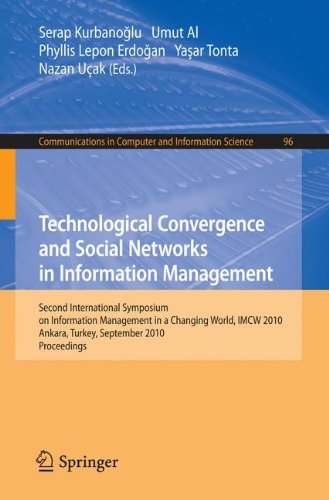 Serap Kurbanoğlu Umut Al
Phyllis Lepon Erdoğan Yaşar Tonta
Nazan Uçak (Eds.)
Communications in Computer and Information Science 96
Technological Convergence
and Social Networks
in Information Management
Second International Symposium
on Information Management in a Changing World, IMCW 2010
Ankara, Turkey, September 2010
Proceedings
Springer